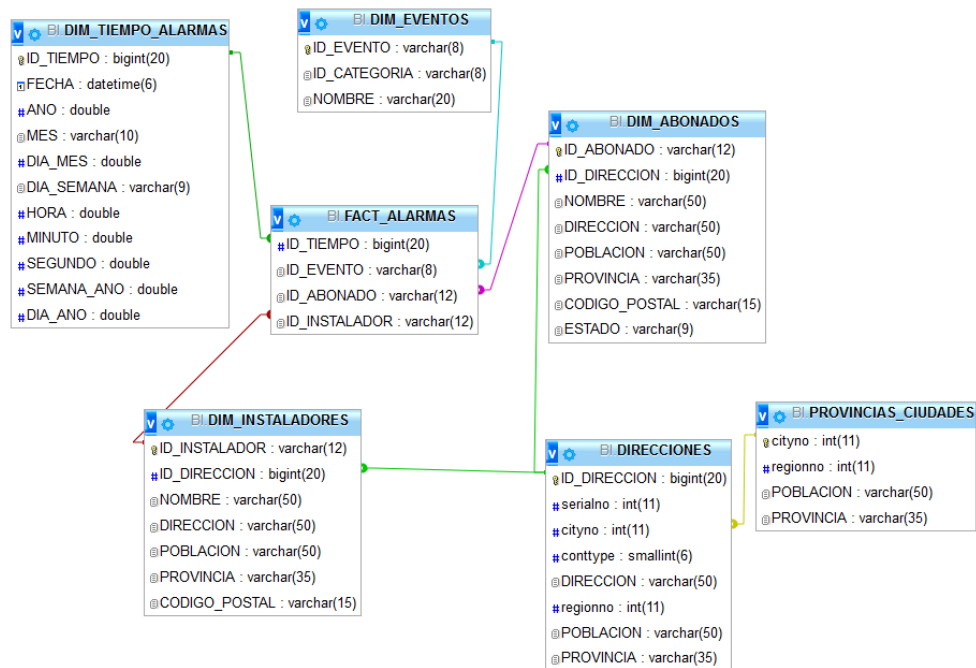 BI.DIM_TIEMPO_ALARMAS
ID_TIEMPO : bigint(20)
FECHA : datetime(6)
#ANO : double
MES : varchar(10)
#DIA_MES : double
DIA_SEMANA : varchar(9)
#HORA : double
#MINUTO : double
#SEGUNDO : double
#SEMANA_ANO : double
#DIA_ANO : double
BI.DIM_EVENTOS
ID_EVENTO : varchar(8)
ID_CATEGORIA : varchar(8)
NOMBRE : varchar(20)
BI.DIM_ABONADOS
ID_ABONADO : varchar(12)
#ID_DIRECCION : bigint(20)
NOMBRE : varchar(50)
DIRECCION : varchar(50)
POBLACION : varchar(50)
PROVINCIA : varchar(35)
CODIGO_POSTAL : varchar(15)
ESTADO : varchar(9)
BI.FACT_ALARMAS
#ID_TIEMPO : bigint(20)
ID_EVENTO : varchar(8)
ID_ABONADO : varchar(12)
ID_INSTALADOR : varchar(12)
BI.DIM_INSTALADORES
ID_INSTALADOR : varchar(12)
#ID_DIRECCION : bigint(20)
NOMBRE : varchar(50)
DIRECCION : varchar(50)
POBLACION : varchar(50)
PROVINCIA : varchar(35)
CODIGO_POSTAL : varchar(15)
BI.DIRECCIONES
ID_DIRECCION : bigint(20)
#serialno : int(11)
#cityno : int(11)
#conttype : smallint(6)
DIRECCION : varchar(50)
#regionno : int(11)
POBLACION : varchar(50)
PROVINCIA : varchar(35)
BI.PROVINCIAS_CIUDADES
cityno : int(11)
#regionno : int(11)
POBLACION : varchar(50)
PROVINCIA : varchar(35)